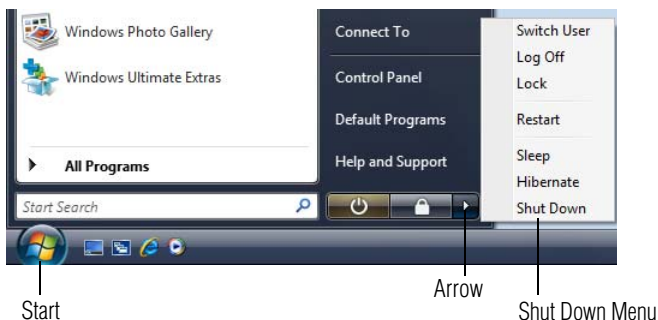 Windows Photo Gallery
Windows Ultimate Extras
All Programs
Start Search
Connect To
Control Panel
Default Programs
Help and Support
Switch User
Log Off
Lock
Restart
Sleep
Hibernate
Shut Down
Start
Arrow
Shut Down Menu